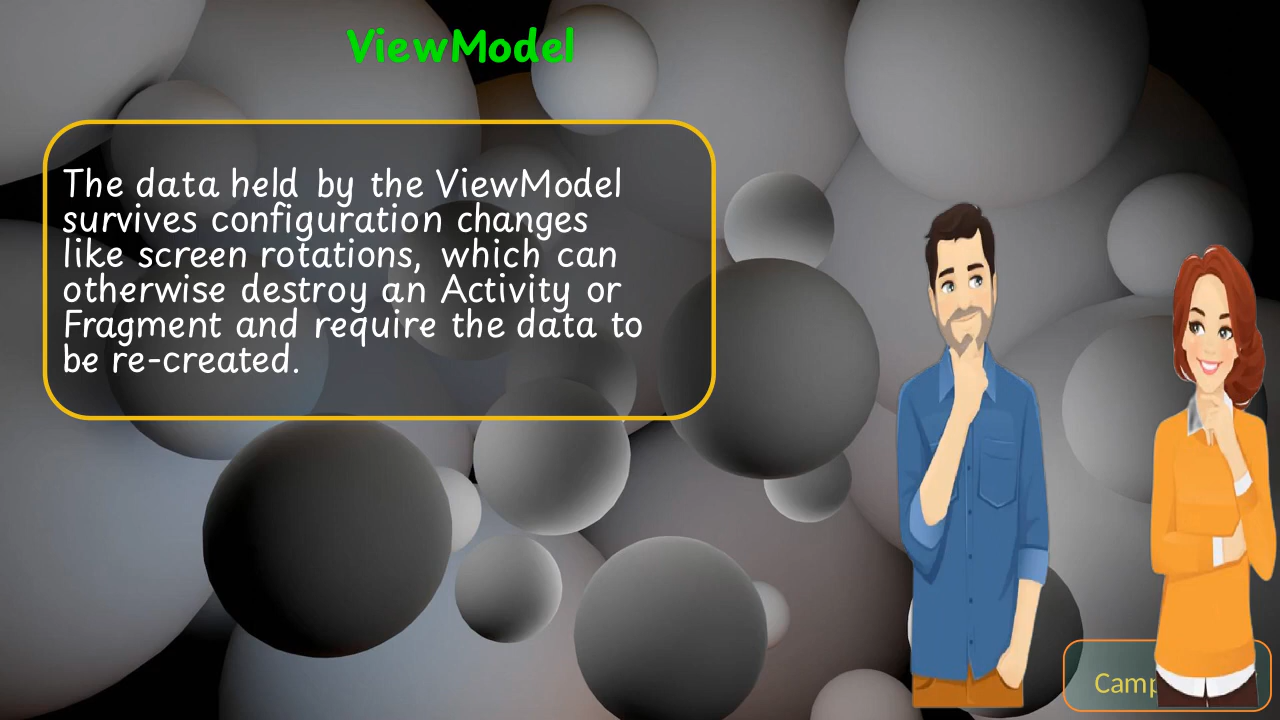 ViewModel
The data held by the ViewModel
survives configuration changes
like screen rotations, which can
otherwise destroy an Activity or
Fragment and require the data to
be re-created.